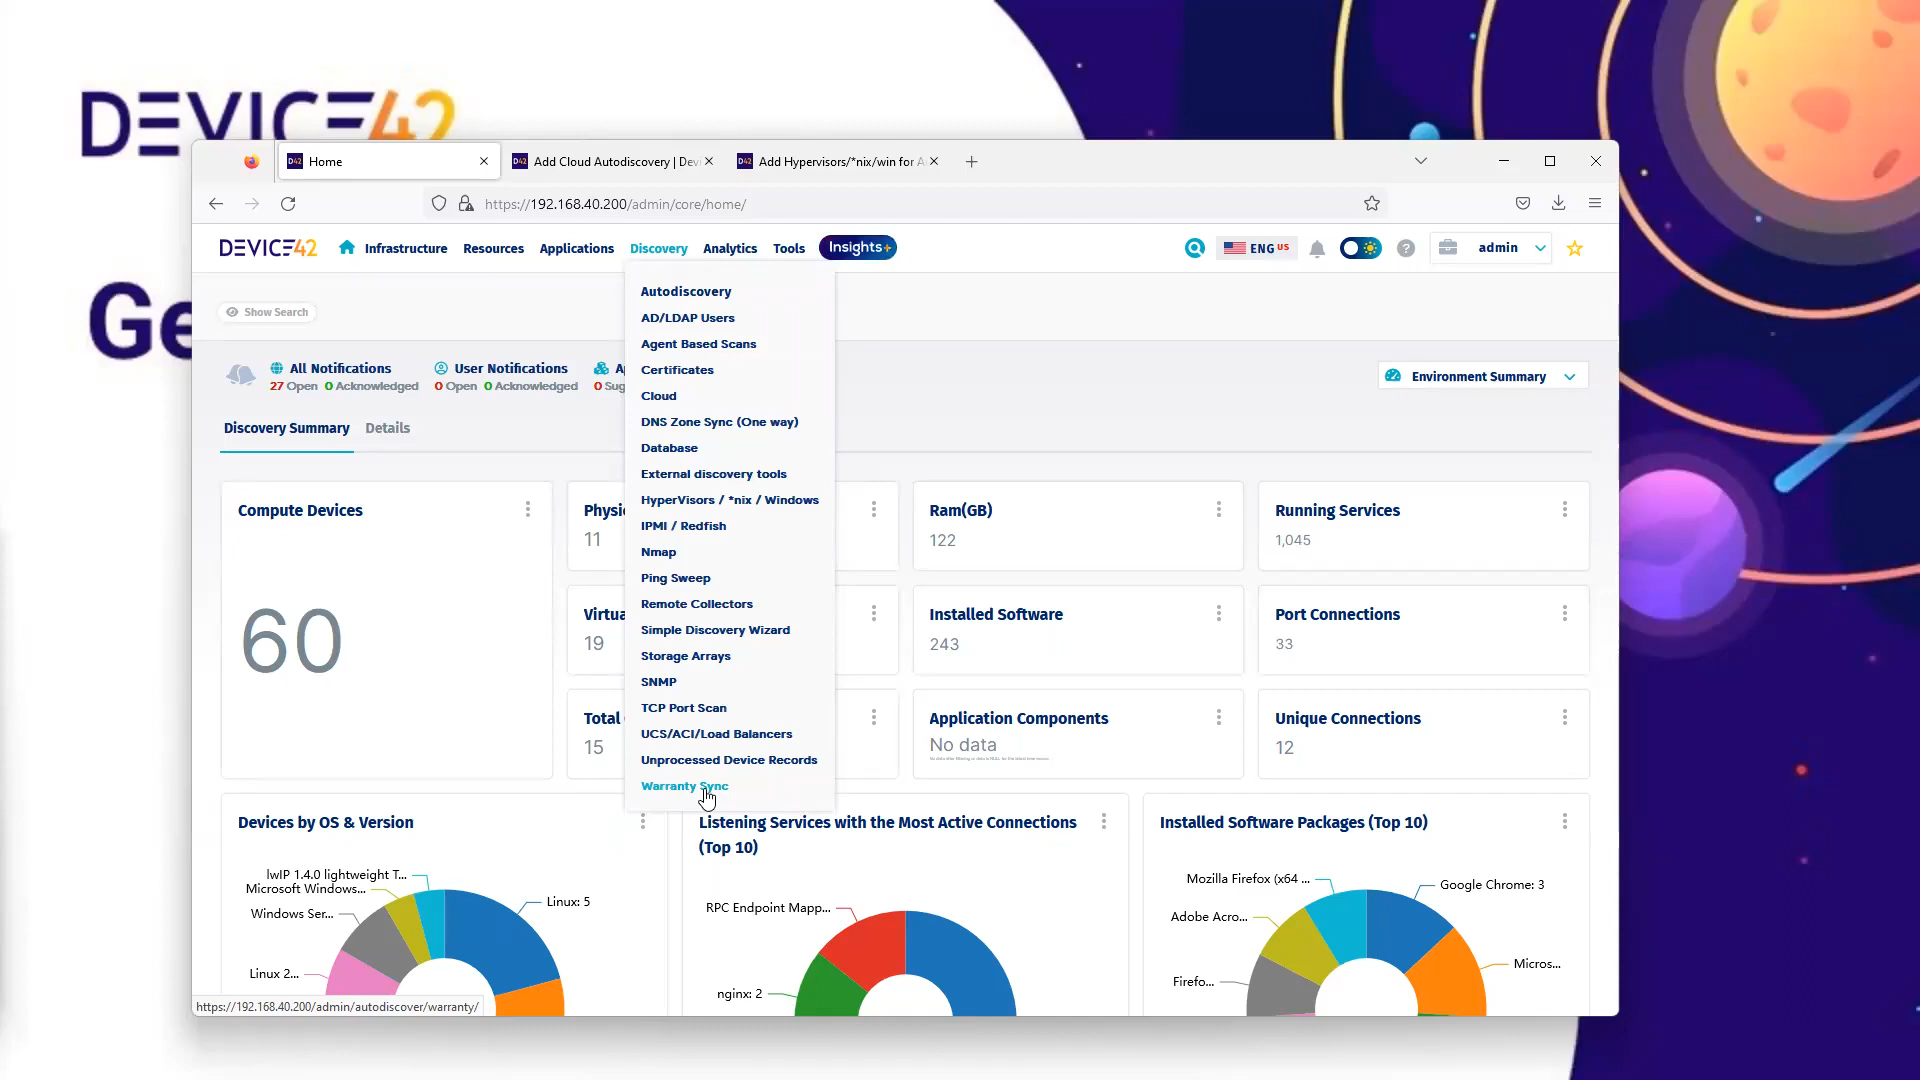 DEVICE42
Ge
Home
Add Cloud Autodiscovery | Devi
Add Hypervisors/*nix/win for A
https://192.168.40.200/admin/core/home/
DEVICE42
Infrastructure
Resources
Applications
Discovery
Analytics
Tools
Insights+
ENG US
admin
Show Search
Autodiscovery
AD/LDAP Users
Agent Based Scans
Certificates
Cloud
DNS Zone Sync (One way)
Database
External discovery tools
HyperVisors / *nix / Windows
IPMI / Redfish
Nmap
Ping Sweep
Remote Collectors
Simple Discovery Wizard
Storage Arrays
SNMP
TCP Port Scan
UCS/ACI/Load Balancers
Unprocessed Device Records
Warranty Sync
All Notifications
27 Open 0 Acknowledged
User Notifications
0 Open 0 Acknowledged
A
0 Sug
Environment Summary
Discovery Summary
Details
Compute Devices
60
Physi
11
Ram(GB)
122
Running Services
1,045
Virtua
19
Installed Software
243
Port Connections
33
Total
15
Application Components
No data
Unique Connections
12
Devices by OS & Version
lwIP 1.4.0 lightweight T...
Microsoft Windows...
Windows Ser...
Linux 2...
Linux: 5
Listening Services with the Most Active Connections
(Top 10)
RPC Endpoint Mapp...
nginx: 2
Installed Software Packages (Top 10)
Mozilla Firefox (x64 ...
Adobe Acro...
Firefo...
Google Chrome: 3
Micros...
https://192.168.40.200/admin/autodiscover/warranty/